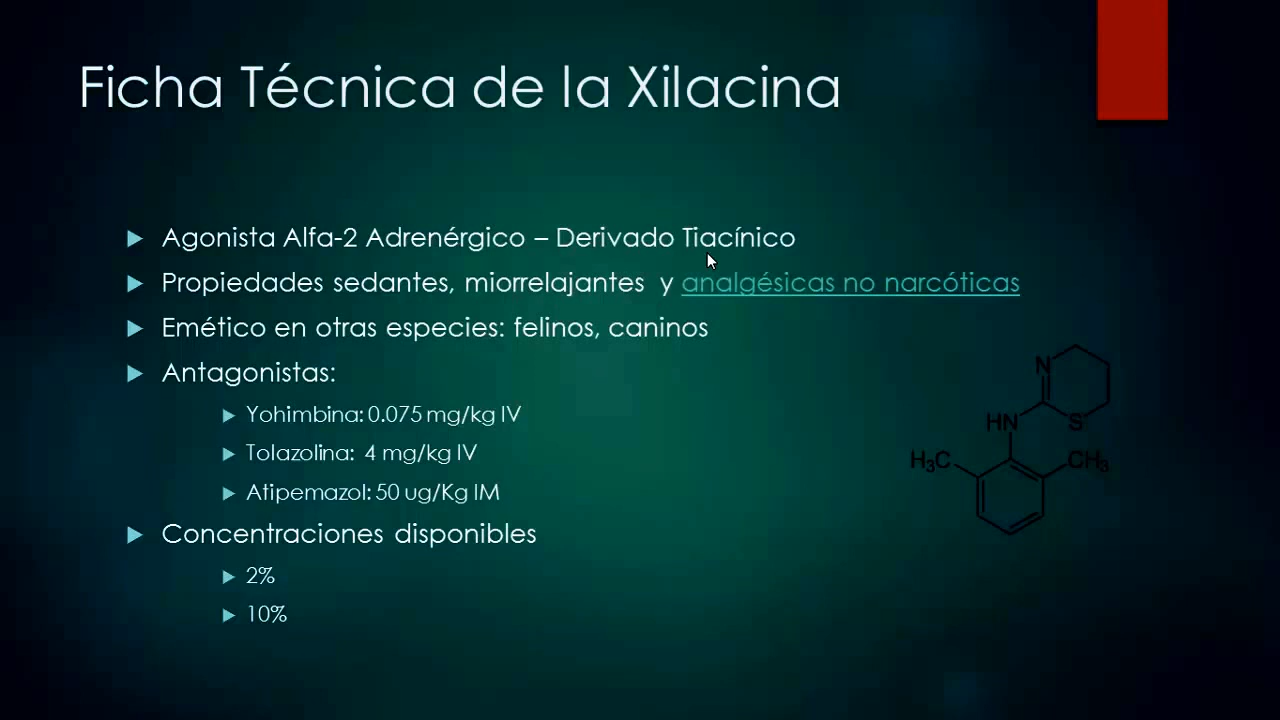 Ficha Técnica de la Xilacina
Agonista Alfa-2 Adrenérgico – Derivado Tiacínico
Propiedades sedantes, miorrelajantes y analgésicas no narcóticas
Emético en otras especies: felinos, caninos
Antagonistas:
Yohimbina: 0.075 mg/kg IV
Tolazolina: 4 mg/kg IV
Atipemazol: 50 ug/Kg IM
Concentraciones disponibles
2%
10%
N
HN
S
H₃C
CH₃